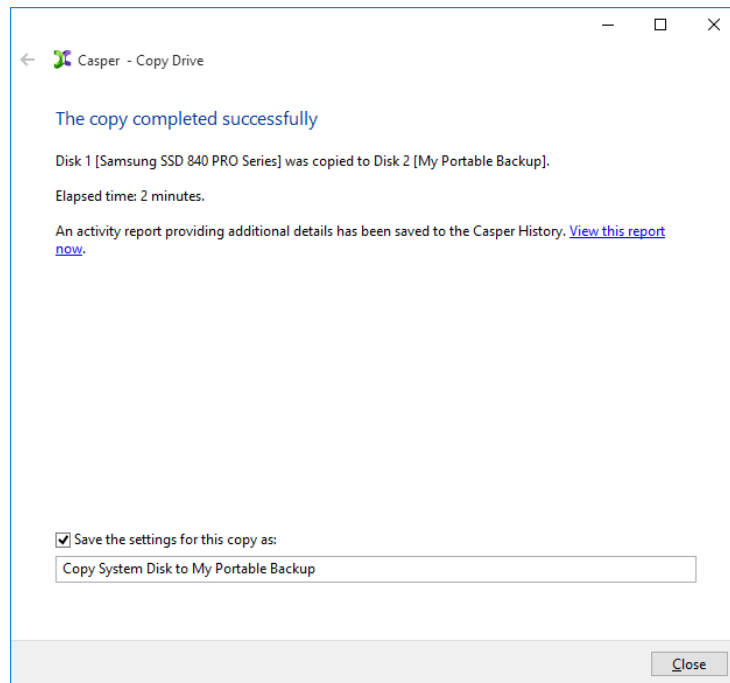 Casper - Copy Drive
The copy completed successfully
Disk 1 [Samsung SSD 840 PRO Series] was copied to Disk 2 [My Portable Backup].
Elapsed time: 2 minutes.
An activity report providing additional details has been saved to the Casper History. View this report
now.
Save the settings for this copy as:
Copy System Disk to My Portable Backup
Close